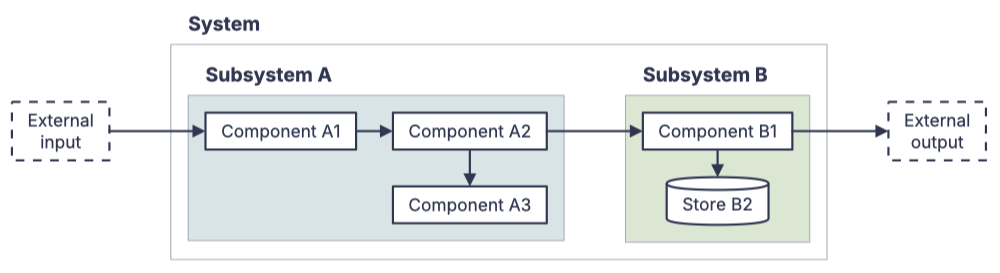 System
Subsystem A
Subsystem B
External
input
Component A1
Component A2
Component B1
External
output
Component A3
Store B2